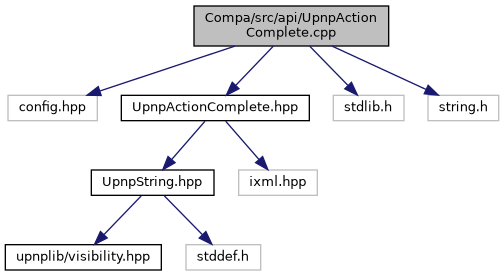 Compa/src/api/UpnpAction
Complete.cpp
config.hpp
UpnpActionComplete.hpp
stdlib.h
string.h
UpnpString.hpp
ixml.hpp
upnplib/visibility.hpp
stddef.h